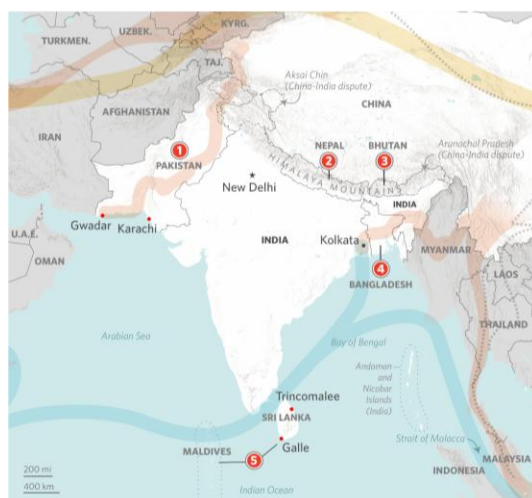 KYRG.
UZBEK.
TURKMEN.
TAJ.
Aksai Chin
(China-India dispute)
CHINA
AFGHANISTAN
Arunachal Pradesh
(China-India dispute)
IRAN
1
PAKISTAN
NEPAL
2
BHUTAN
3
HIMALAYA MOUNTAINS
New Delhi
INDIA
Gwadar
Karachi
U.A.E.
OMAN
INDIA
Kolkata
4
BANGLADESH
MYANMAR
LAOS
THAILAND
Arabian Sea
Bay of Bengal
Andaman
and
Nicobar
Islands
(India)
Trincomalee
SRI LANKA
Galle
MALDIVES
5
Strait of Malacca
MALAYSIA
INDONESIA
200 mi
400 km
Indian Ocean